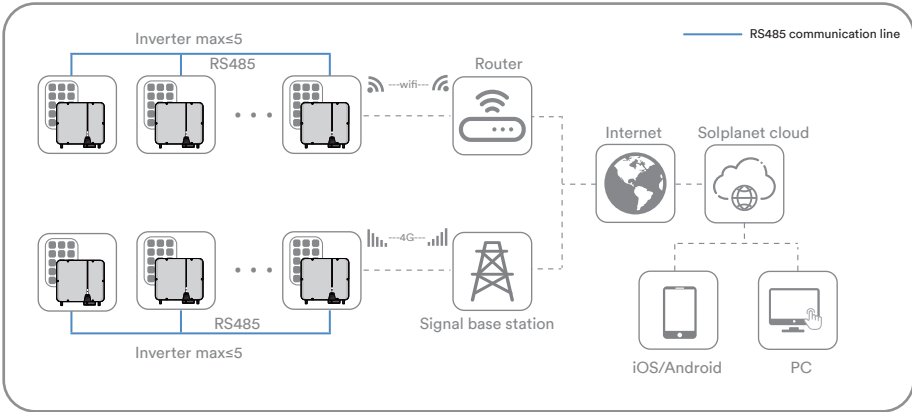 Inverter max≤5
RS485
RS485 communication line
---wifi---
Router
Internet
Solplanet cloud
---4G---
RS485
Signal base station
Inverter max≤5
iOS/Android
PC